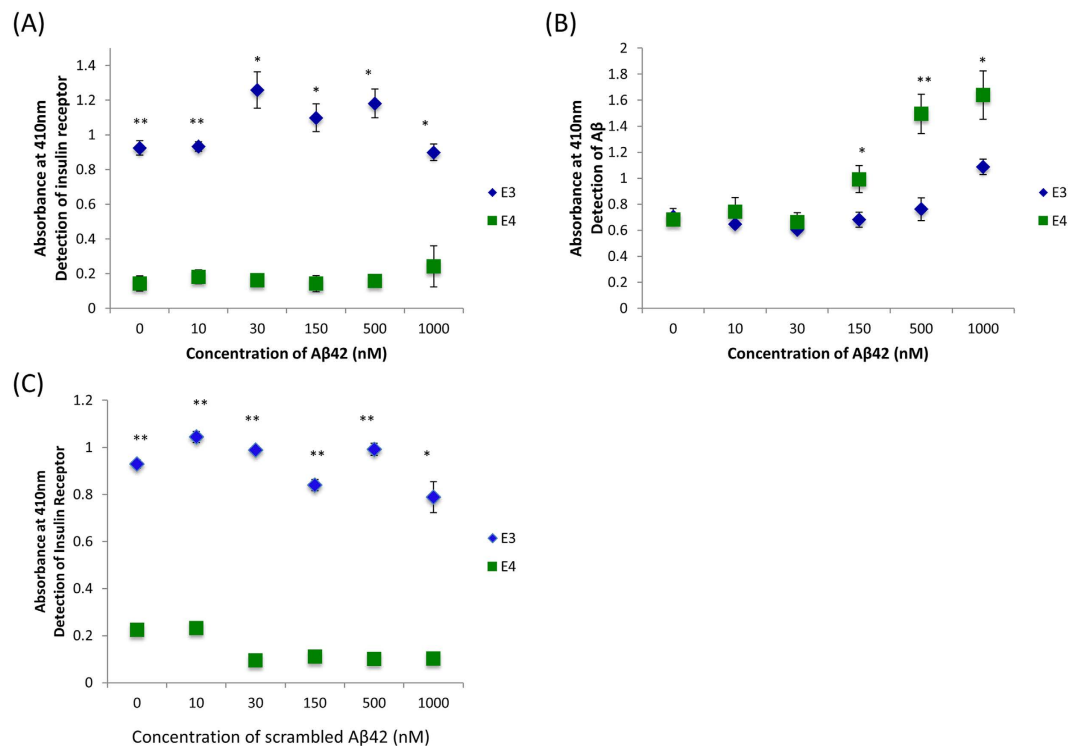 (A)
Absorbance at 410nm
Detection of insulin receptor
1.4
1.2
1
0.8
0.6
0.4
0.2
0
** ** * * * *
0 10 30 150 500 1000
Concentration of Aβ42 (nM)
E3
E4
(B)
Absorbance at 410nm
Detection of Aβ
2
1.8
1.6
1.4
1.2
1
0.8
0.6
0.4
0.2
0
* ** *
0 10 30 150 500 1000
Concentration of Aβ42 (nM)
E3
E4
(C)
Absorbance at 410nm
Detection of Insulin Receptor
1.2
1
0.8
0.6
0.4
0.2
0
** ** ** ** ** *
0 10 30 150 500 1000
Concentration of scrambled Aβ42 (nM)
E3
E4